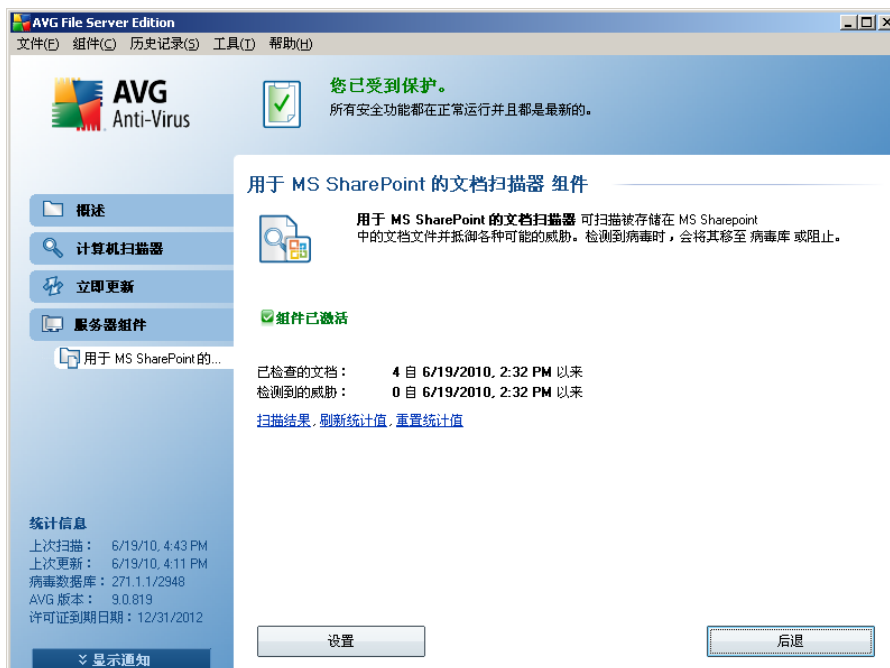 AVG File Server Edition
文件(F) 组件(C) 历史记录(S) 工具(T) 帮助(H)
AVG
Anti-Virus
您已受到保护。
所有安全功能都在正常运行并且都是最新的。
概述
计算机扫描器
立即更新
服务器组件
用于 MS SharePoint 的...
用于 MS SharePoint 的文档扫描器 组件
用于 MS SharePoint 的文档扫描器 可扫描被存储在 MS Sharepoint
中的文档文件并抵御各种可能的威胁。检测到病毒时，会将其移至 病毒库 或阻止。
组件已激活
已检查的文档： 4 自 6/19/2010, 2:32 PM 以来
检测到的威胁： 0 自 6/19/2010, 2:32 PM 以来
扫描结果, 刷新统计值, 重置统计值
统计信息
上次扫描： 6/19/10, 4:43 PM
上次更新： 6/19/10, 4:11 PM
病毒数据库：271.1.1/2948
AVG 版本： 9.0.819
许可证到期日期：12/31/2012
显示通知
设置
后退